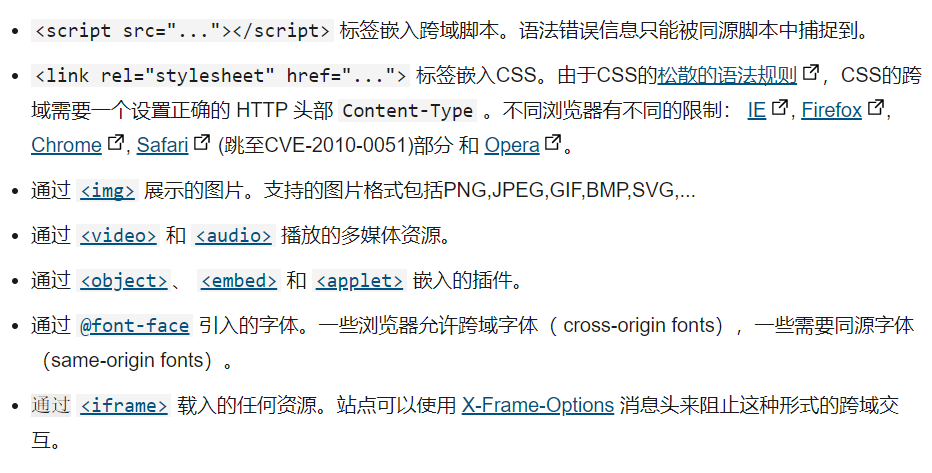 <script src="..."></script> 标签嵌入跨域脚本。语法错误信息只能被同源脚本中捕捉到。
<link rel="stylesheet" href="..."> 标签嵌入CSS。由于CSS的松散的语法规则，CSS的跨
域需要一个设置正确的 HTTP 头部 Content-Type 。不同浏览器有不同的限制： IE , Firefox ,
Chrome , Safari (跳至CVE-2010-0051)部分 和 Opera 。
通过 <img> 展示的图片。支持的图片格式包括PNG,JPEG,GIF,BMP,SVG,...
通过 <video> 和 <audio> 播放的多媒体资源。
通过 <object>、 <embed> 和 <applet> 嵌入的插件。
通过 @font-face 引入的字体。一些浏览器允许跨域字体（ cross-origin fonts），一些需要同源字体
（same-origin fonts）。
通过 <iframe> 载入的任何资源。站点可以使用 X-Frame-Options 消息头来阻止这种形式的跨域交
互。